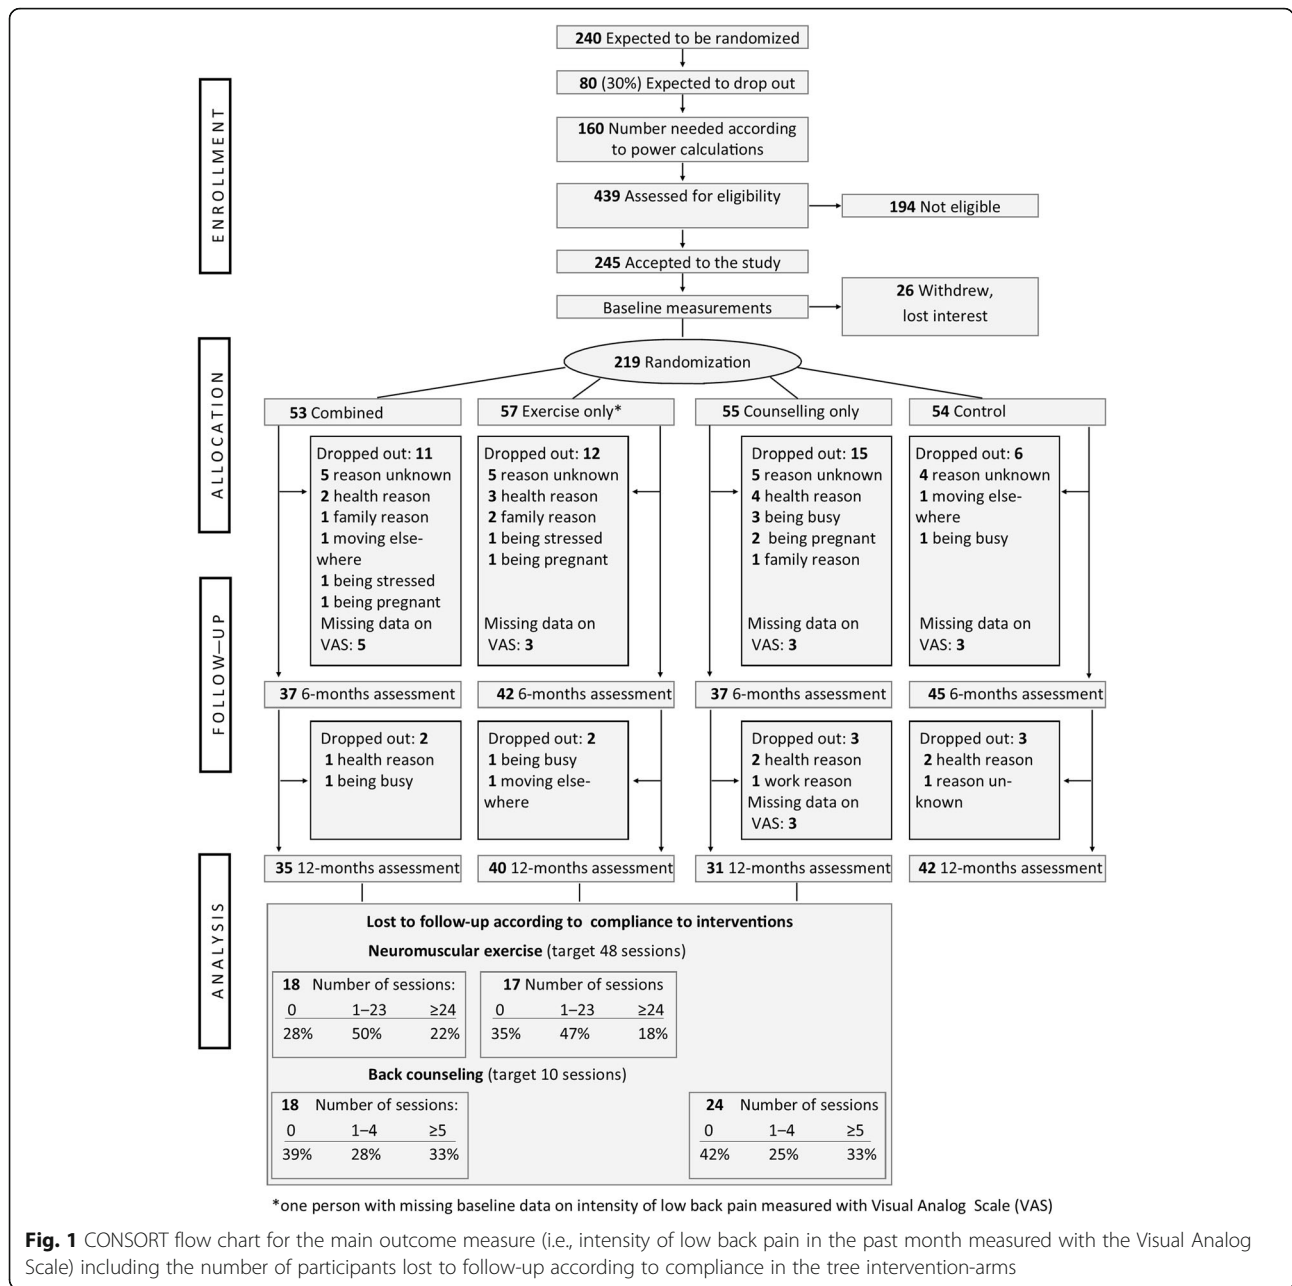 240 Expected to be randomized
80 (30%) Expected to drop out
160 Number needed according
to power calculations
439 Assessed for eligibility
194 Not eligible
245 Accepted to the study
Baseline measurements
26 Withdrew,
lost interest
ENROLLMENT
219 Randomization
ALLOCATION
53 Combined
57 Exercise only*
55 Counselling only
54 Control
Dropped out: 11
5 reason unknown
2 health reason
1 family reason
1 moving else-
where
1 being stressed
1 being pregnant
Missing data on
VAS: 5
Dropped out: 12
5 reason unknown
3 health reason
2 family reason
1 being stressed
1 being pregnant
Missing data on
VAS: 3
Dropped out: 15
5 reason unknown
4 health reason
3 being busy
2 being pregnant
1 family reason
Missing data on
VAS: 3
Dropped out: 6
4 reason unknown
1 moving else-
where
1 being busy
Missing data on
VAS: 3
FOLLOW—UP
37 6-months assessment
42 6-months assessment
37 6-months assessment
45 6-months assessment
Dropped out: 2
1 health reason
1 being busy
Dropped out: 2
1 being busy
1 moving else-
where
Dropped out: 3
2 health reason
1 work reason
Missing data on
VAS: 3
Dropped out: 3
2 health reason
1 reason un-
known
35 12-months assessment
40 12-months assessment
31 12-months assessment
42 12-months assessment
ANALYSIS
Lost to follow-up according to compliance to interventions
Neuromuscular exercise (target 48 sessions)
18 Number of sessions:
0 1–23 ≥24
28% 50% 22%
17 Number of sessions
0 1–23 ≥24
35% 47% 18%
Back counseling (target 10 sessions)
18 Number of sessions:
0 1–4 ≥5
39% 28% 33%
24 Number of sessions
0 1–4 ≥5
42% 25% 33%
*one person with missing baseline data on intensity of low back pain measured with Visual Analog Scale (VAS)
Fig. 1 CONSORT flow chart for the main outcome measure (i.e., intensity of low back pain in the past month measured with the Visual Analog
Scale) including the number of participants lost to follow-up according to compliance in the tree intervention-arms